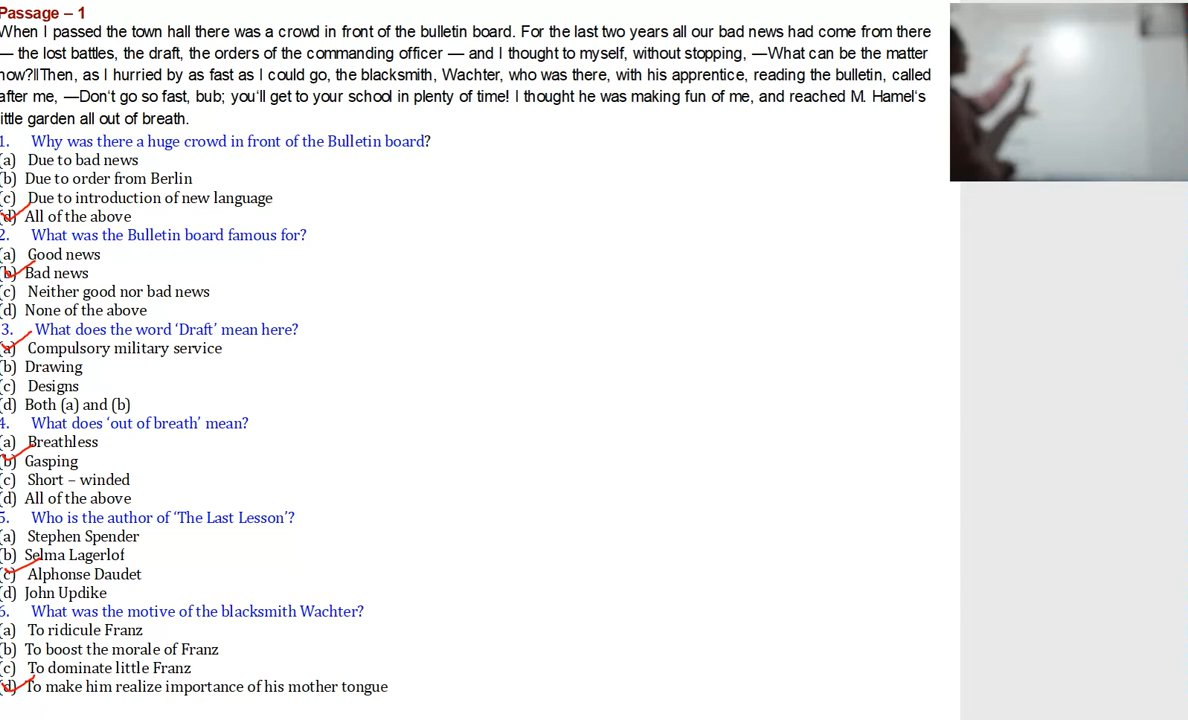 Passage – 1
When I passed the town hall there was a crowd in front of the bulletin board. For the last two years all our bad news had come from there
— the lost battles, the draft, the orders of the commanding officer — and I thought to myself, without stopping, ―What can be the matter
now?‖Then, as I hurried by as fast as I could go, the blacksmith, Wachter, who was there, with his apprentice, reading the bulletin, called
after me, ―Don‘t go so fast, bub; you‘ll get to your school in plenty of time! I thought he was making fun of me, and reached M. Hamel‘s
little garden all out of breath.
1. Why was there a huge crowd in front of the Bulletin board?
(a) Due to bad news
(b) Due to order from Berlin
(c) Due to introduction of new language
(d) All of the above
2. What was the Bulletin board famous for?
(a) Good news
(b) Bad news
(c) Neither good nor bad news
(d) None of the above
3. What does the word ‘Draft’ mean here?
(a) Compulsory military service
(b) Drawing
(c) Designs
(d) Both (a) and (b)
4. What does ‘out of breath’ mean?
(a) Breathless
(b) Gasping
(c) Short – winded
(d) All of the above
5. Who is the author of ‘The Last Lesson’?
(a) Stephen Spender
(b) Selma Lagerlof
(c) Alphonse Daudet
(d) John Updike
6. What was the motive of the blacksmith Wachter?
(a) To ridicule Franz
(b) To boost the morale of Franz
(c) To dominate little Franz
(d) To make him realize importance of his mother tongue